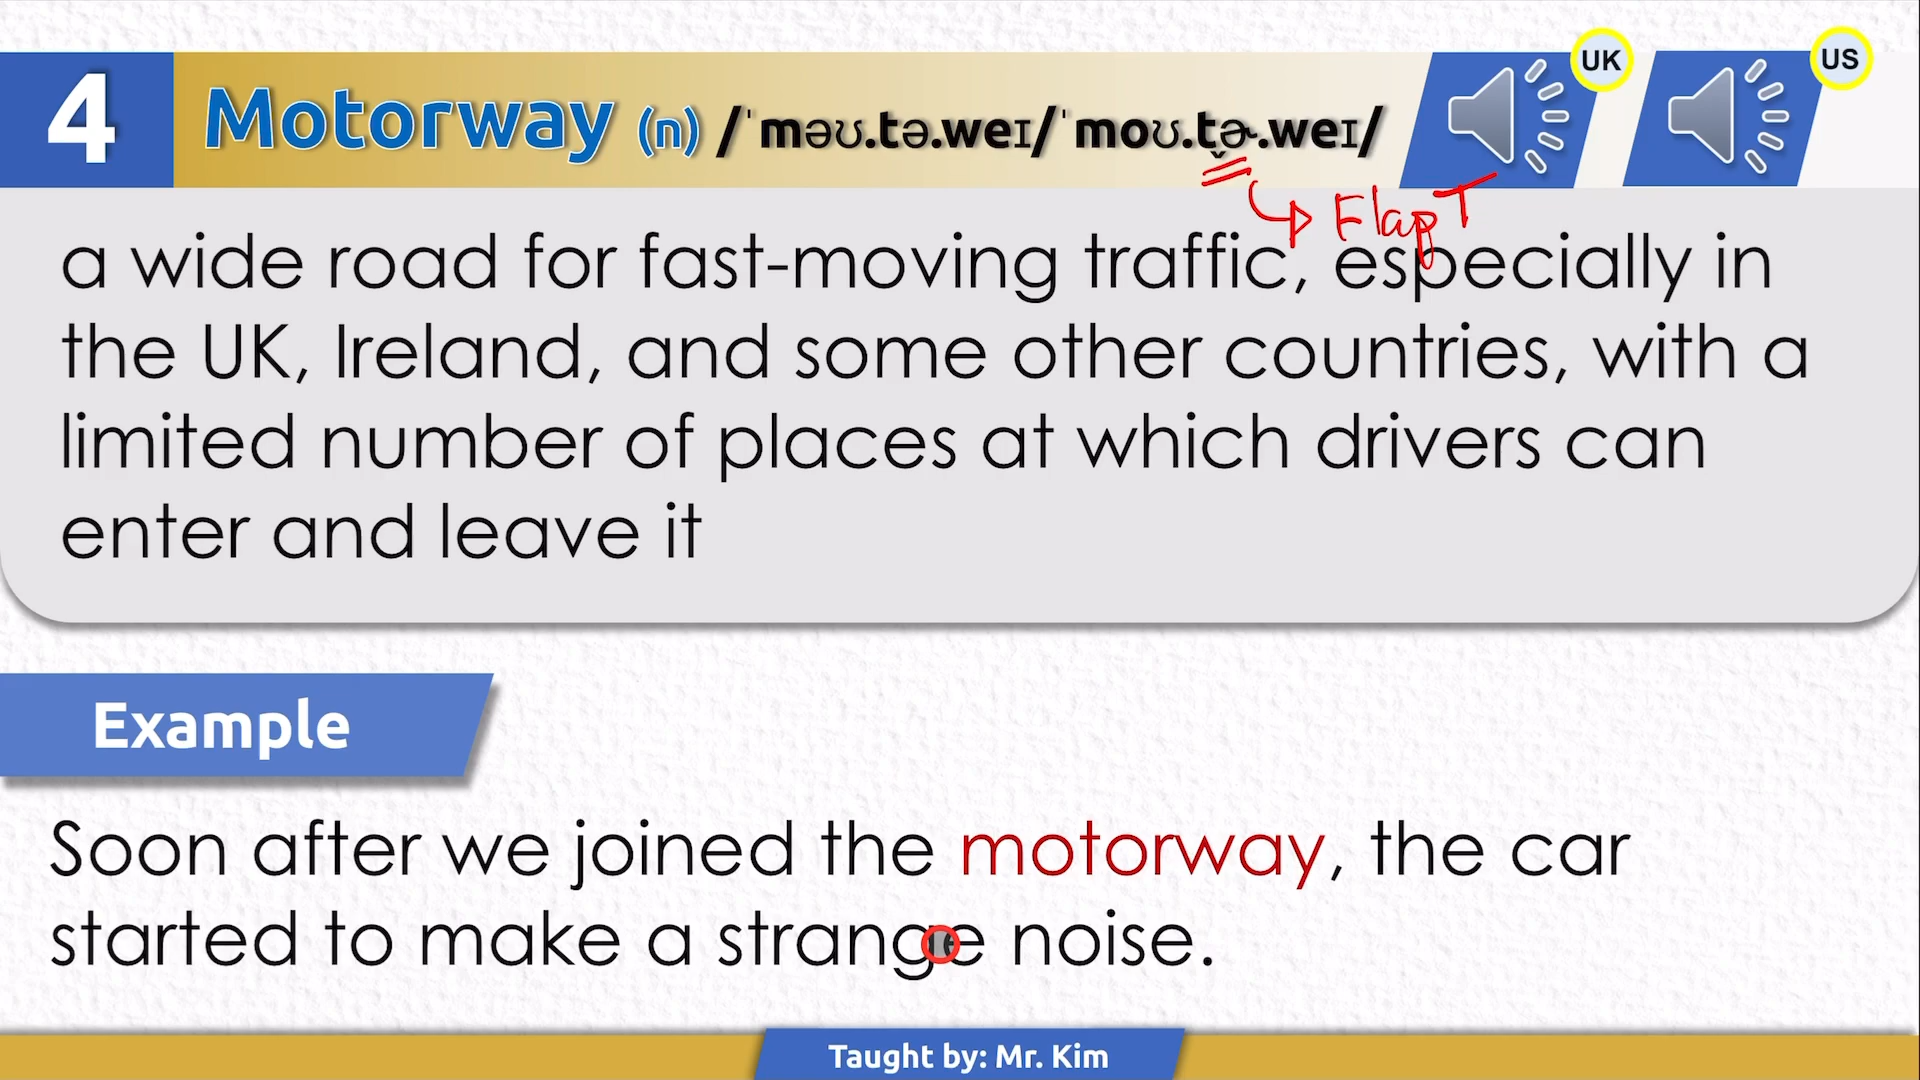 4 Motorway (n) /ˈməʊ.tə.weɪ/ˈmoʊ.t̬ɚ.weɪ/ UK US
Flap T
a wide road for fast-moving traffic, especially in
the UK, Ireland, and some other countries, with a
limited number of places at which drivers can
enter and leave it
Example
Soon after we joined the motorway, the car
started to make a strange noise.
Taught by: Mr. Kim